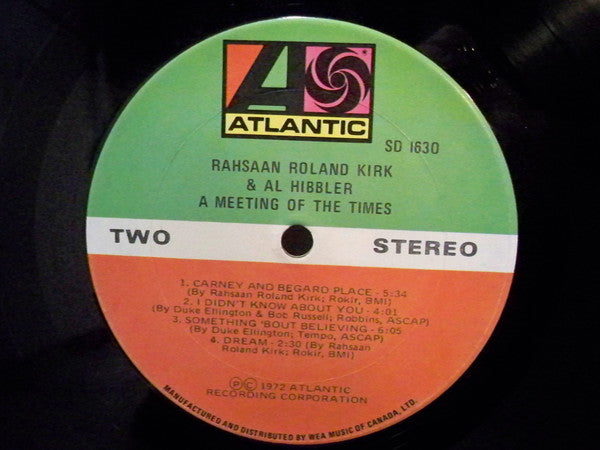 ATLANTIC
SD 1630
RAHSAAN ROLAND KIRK
& AL HIBBLER
A MEETING OF THE TIMES
TWO
STEREO
1. CARNEY AND BEGARD PLACE - 5:34
(By Rahsaan Roland Kirk; Rokir, BMI)
2. I DIDN'T KNOW ABOUT YOU - 4:01
(By Duke Ellington & Bob Russell; Robbins, ASCAP)
3. SOMETHING 'BOUT BELIEVING - 6:05
(By Duke Ellington; Tempo, ASCAP)
4. DREAM - 2:30 (By Rahsaan
Roland Kirk; Rokir, BMI)
Ⓟ© 1972 ATLANTIC
RECORDING CORPORATION
MANUFACTURED AND DISTRIBUTED BY WEA MUSIC OF CANADA, LTD.